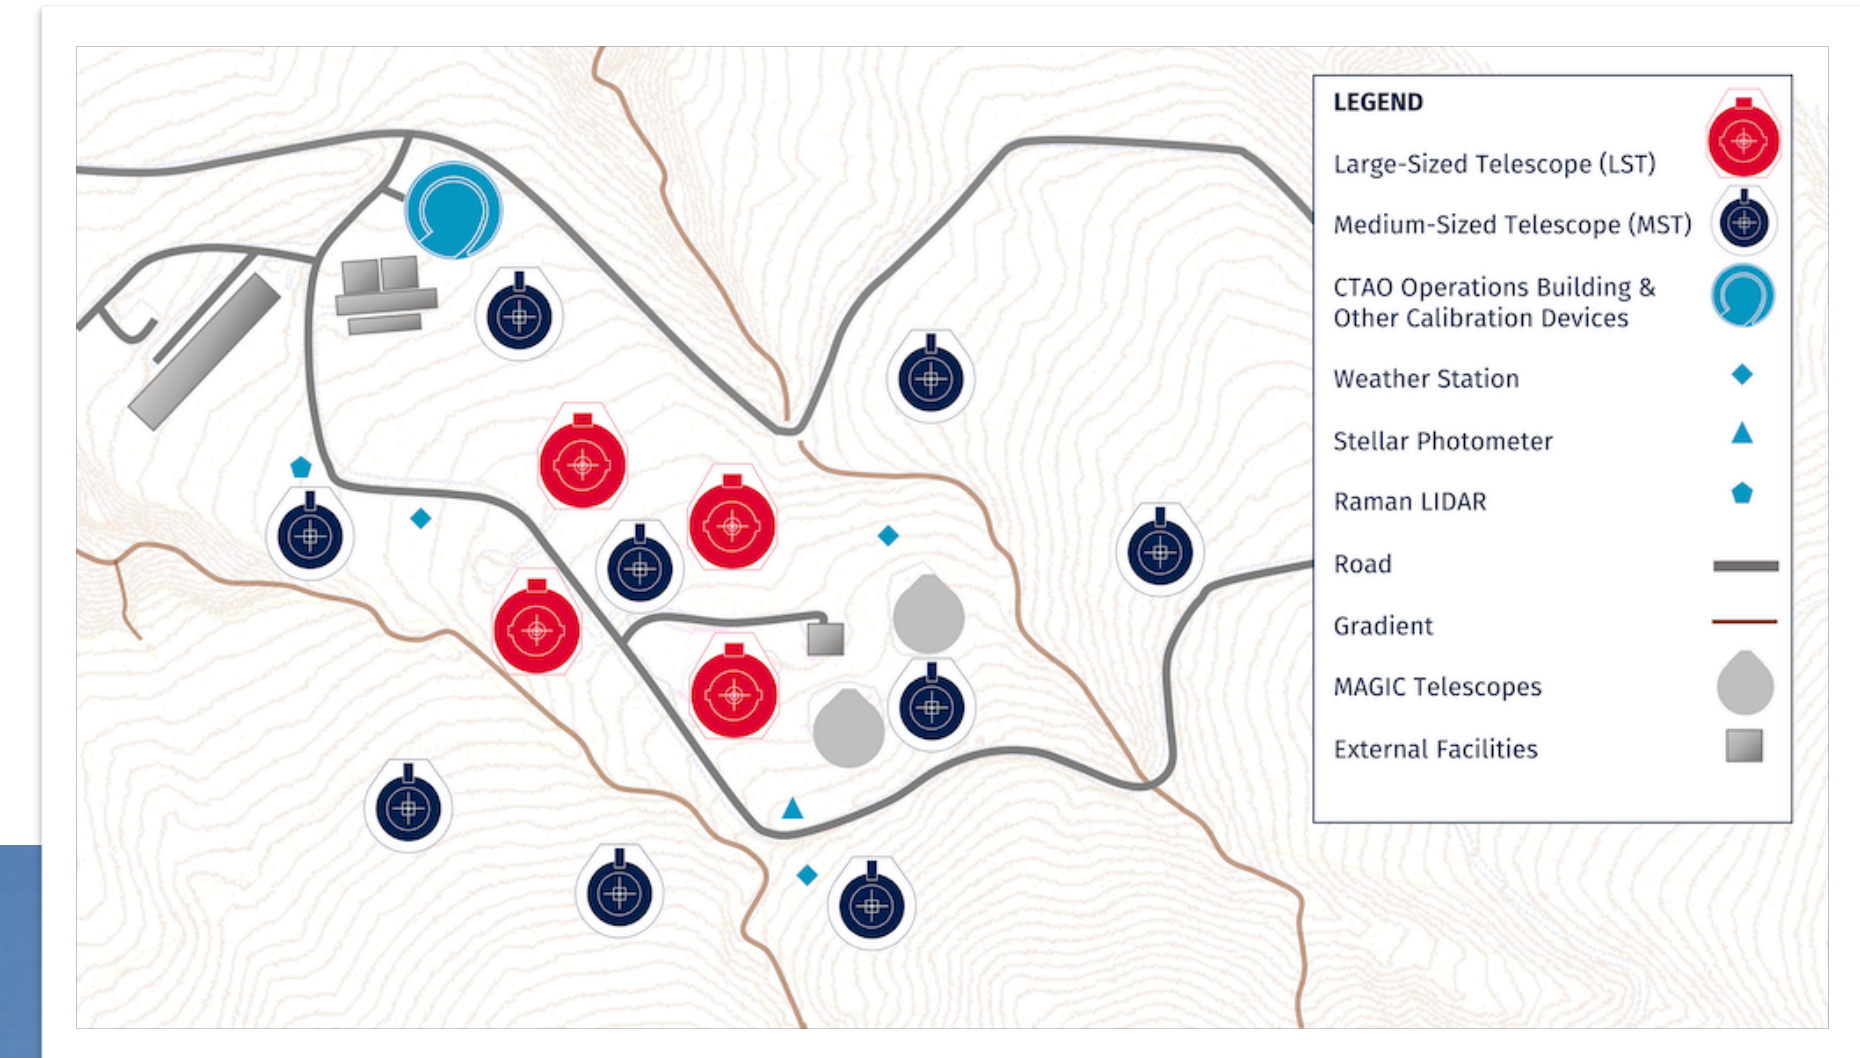 LEGEND
Large-Sized Telescope (LST)
Medium-Sized Telescope (MST)
CTAO Operations Building &
Other Calibration Devices
Weather Station
Stellar Photometer
Raman LIDAR
Road
Gradient
MAGIC Telescopes
External Facilities